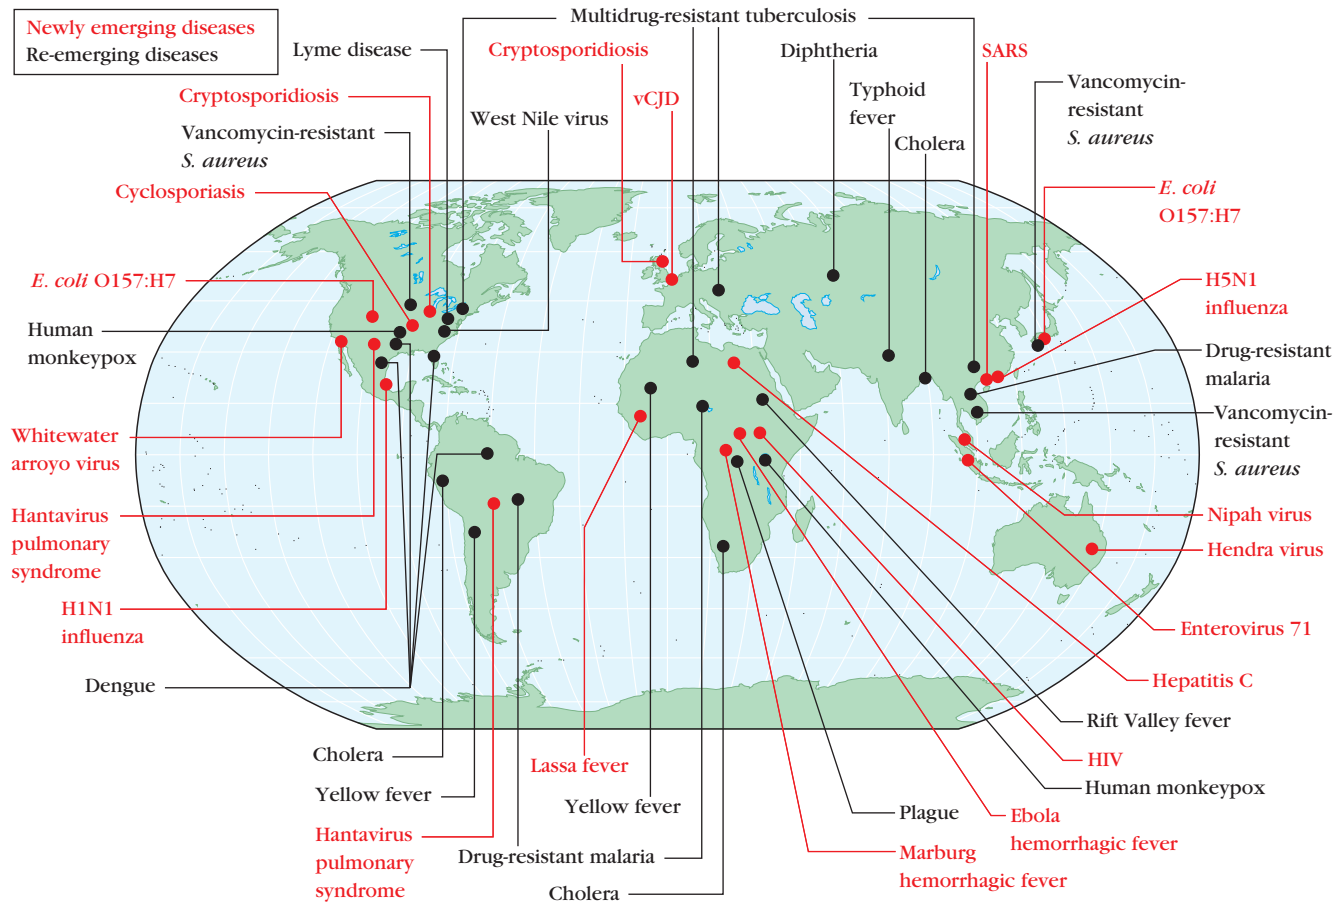 Newly emerging diseases
Re-emerging diseases
Multidrug-resistant tuberculosis
Lyme disease
Cryptosporidiosis
Diphtheria
SARS
Cryptosporidiosis
vCJD
Typhoid
fever
Vancomycin-
resistant
S. aureus
West Nile virus
Vancomycin-resistant
S. aureus
Cholera
Cyclosporiasis
E. coli
O157:H7
E. coli O157:H7
H5N1
influenza
Human
monkeypox
Drug-resistant
malaria
Vancomycin-
resistant
S. aureus
Whitewater
arroyo virus
Hantavirus
pulmonary
syndrome
Nipah virus
Hendra virus
H1N1
influenza
Enterovirus 71
Dengue
Hepatitis C
Rift Valley fever
Cholera
Lassa fever
HIV
Yellow fever
Yellow fever
Human monkeypox
Plague
Ebola
hemorrhagic fever
Hantavirus
pulmonary
syndrome
Drug-resistant malaria
Marburg
hemorrhagic fever
Cholera